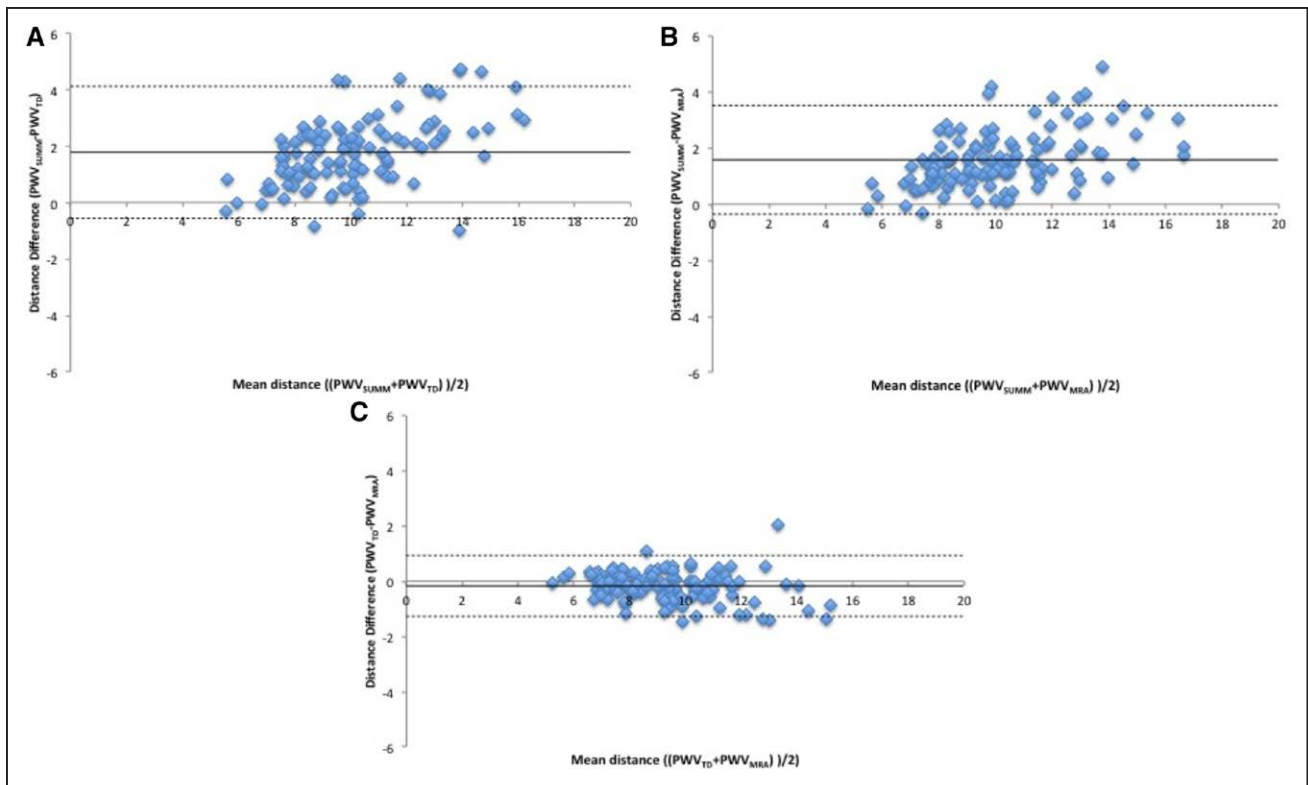 A
6
4
2
0
-2
-4
-6
0 2 4 6 8 10 12 14 16 18 20
Distance Difference (PWVSUMM-PWVTD)
Mean distance ((PWVSUMM+PWVTD) )/2)
B
6
4
2
0
-2
-4
-6
0 2 4 6 8 10 12 14 16 18 20
Distance Difference (PWVSUMM-PWVMRA)
Mean distance ((PWVSUMM+PWVMRA) )/2)
C
6
4
2
0
-2
-4
-6
0 2 4 6 8 10 12 14 16 18 20
Distance Difference (PWVTD-PWVMRA)
Mean distance ((PWVTD+PWVMRA) )/2)